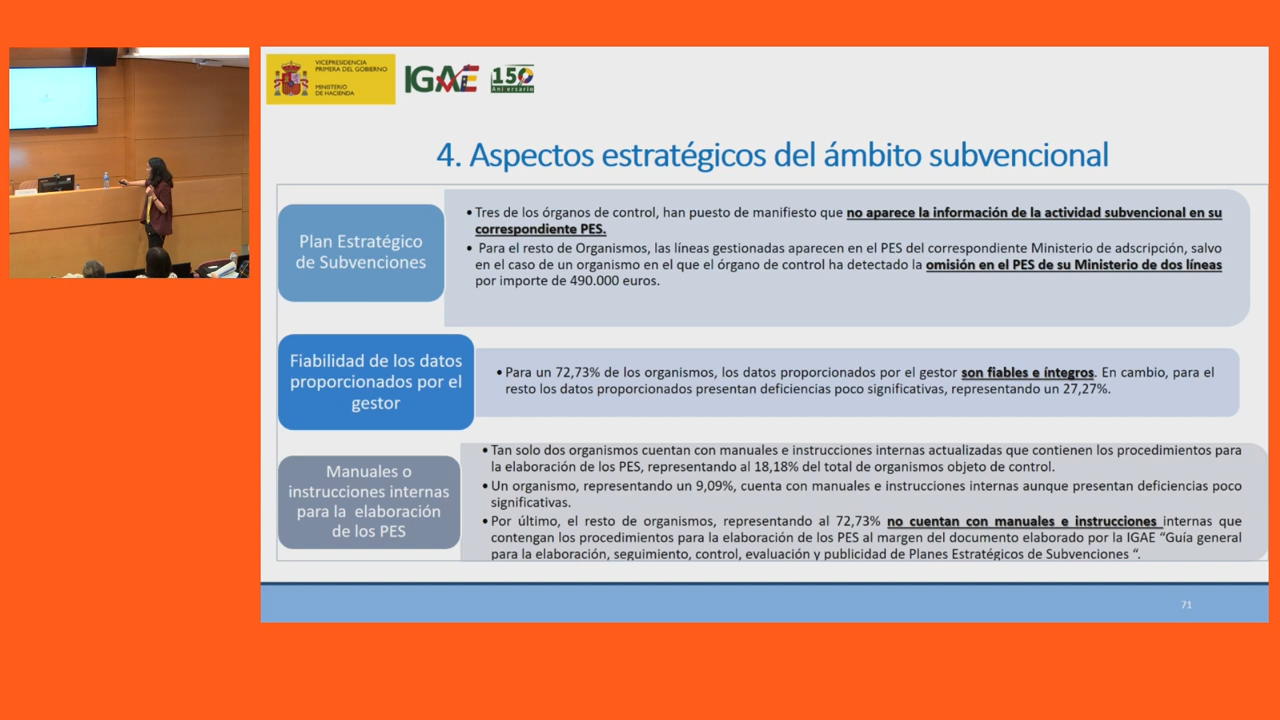 VICEPRESIDENCIA
PRIMERA DEL GOBIERNO
MINISTERIO
DE HACIENDA
IGAE
150
Aniversario
4. Aspectos estratégicos del ámbito subvencional
Plan Estratégico
de Subvenciones
• Tres de los órganos de control, han puesto de manifiesto que no aparece la información de la actividad subvencional en su
correspondiente PES.
• Para el resto de Organismos, las líneas gestionadas aparecen en el PES del correspondiente Ministerio de adscripción, salvo
en el caso de un organismo en el que el órgano de control ha detectado la omisión en el PES de su Ministerio de dos líneas
por importe de 490.000 euros.
Fiabilidad de los datos
proporcionados por el
gestor
• Para un 72,73% de los organismos, los datos proporcionados por el gestor son fiables e íntegros. En cambio, para el
resto los datos proporcionados presentan deficiencias poco significativas, representando un 27,27%.
Manuales o
instrucciones internas
para la elaboración
de los PES
• Tan solo dos organismos cuentan con manuales e instrucciones internas actualizadas que contienen los procedimientos para
la elaboración de los PES, representando al 18,18% del total de organismos objeto de control.
• Un organismo, representando un 9,09%, cuenta con manuales e instrucciones internas aunque presentan deficiencias poco
significativas.
• Por último, el resto de organismos, representando al 72,73% no cuentan con manuales e instrucciones internas que
contengan los procedimientos para la elaboración de los PES al margen del documento elaborado por la IGAE “Guía general
para la elaboración, seguimiento, control, evaluación y publicidad de Planes Estratégicos de Subvenciones “.
71